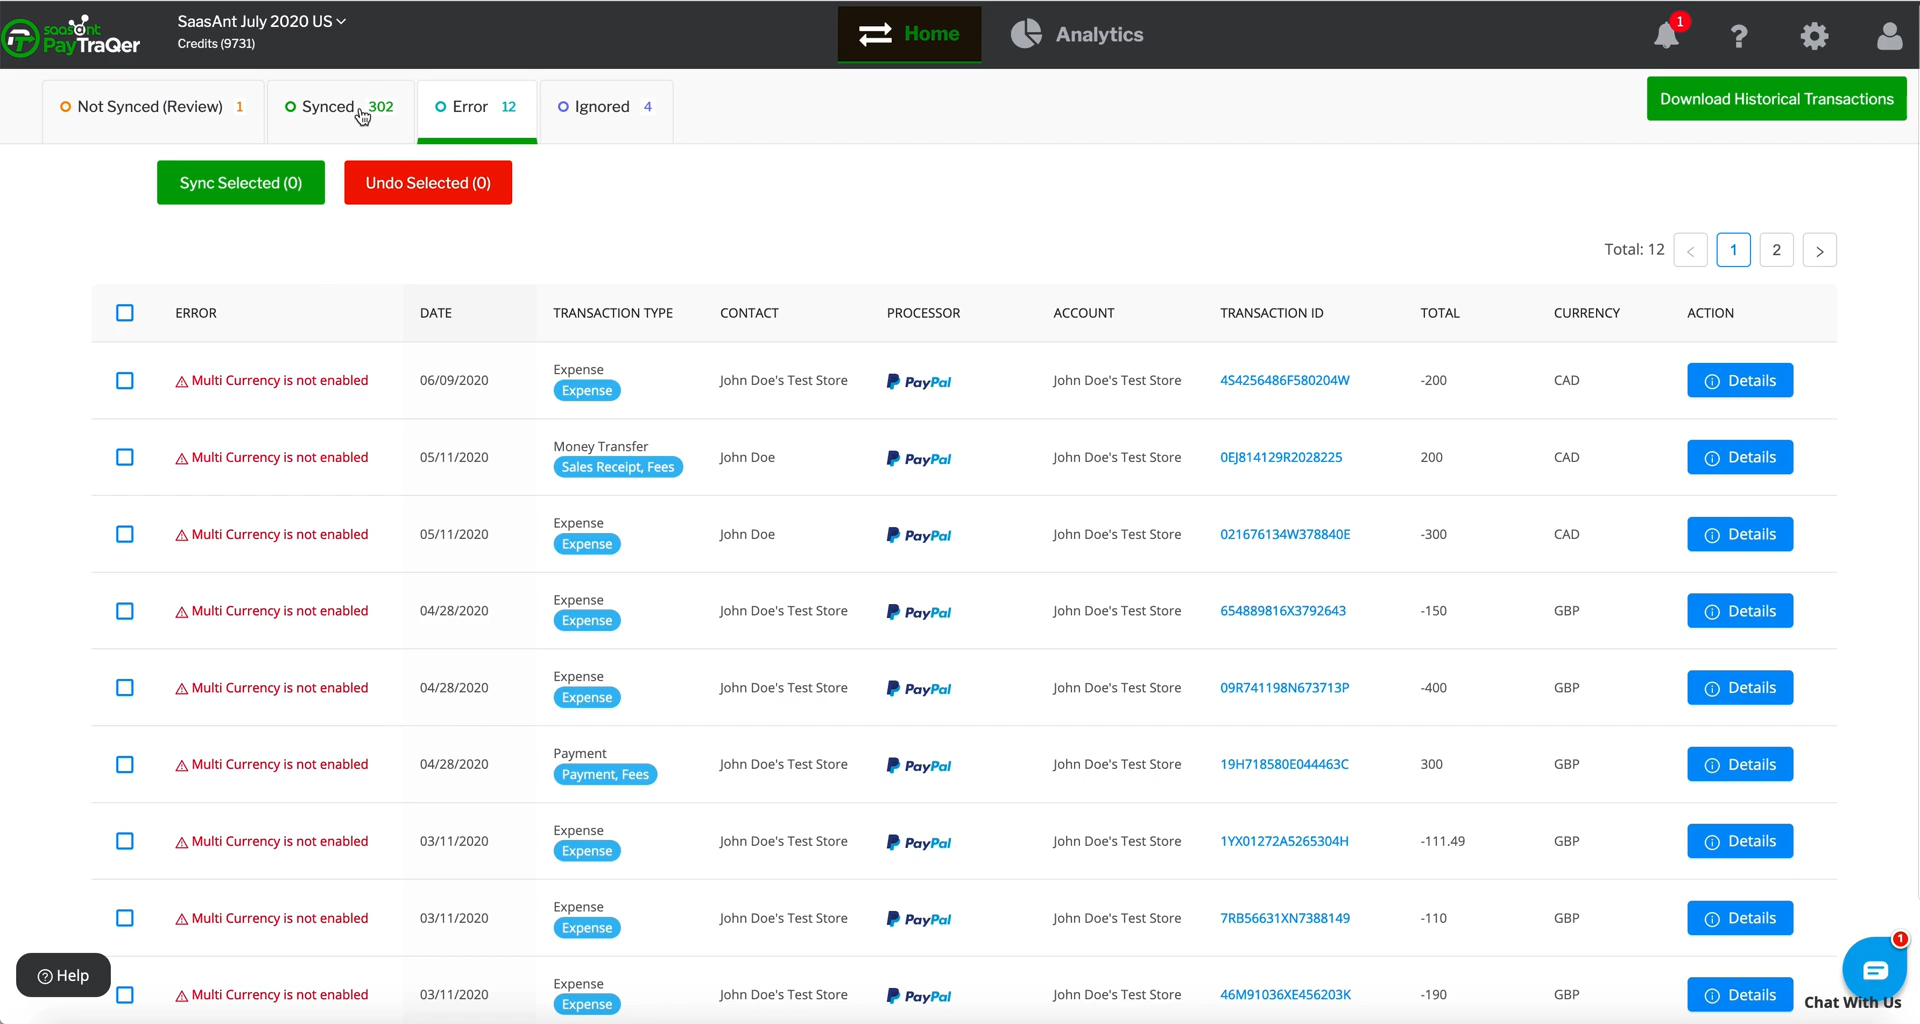 saasant
PayTraQer
SaasAnt July 2020 US
Credits (9731)
Home
Analytics
1
?
Not Synced (Review) 1
Synced 302
Error 12
Ignored 4
Download Historical Transactions
Sync Selected (0)
Undo Selected (0)
Total: 12 < 1 2 >
ERROR DATE TRANSACTION TYPE CONTACT PROCESSOR ACCOUNT TRANSACTION ID TOTAL CURRENCY ACTION
Expense
Multi Currency is not enabled 06/09/2020 Expense John Doe's Test Store PayPal John Doe's Test Store 4S4256486F580204W -200 CAD Details
Money Transfer
Multi Currency is not enabled 05/11/2020 Sales Receipt, Fees John Doe PayPal John Doe's Test Store 0EJ814129R2028225 200 CAD Details
Expense
Multi Currency is not enabled 05/11/2020 Expense John Doe PayPal John Doe's Test Store 021676134W378840E -300 CAD Details
Expense
Multi Currency is not enabled 04/28/2020 Expense John Doe's Test Store PayPal John Doe's Test Store 654889816X3792643 -150 GBP Details
Expense
Multi Currency is not enabled 04/28/2020 Expense John Doe's Test Store PayPal John Doe's Test Store 09R741198N673713P -400 GBP Details
Payment
Multi Currency is not enabled 04/28/2020 Payment, Fees John Doe's Test Store PayPal John Doe's Test Store 19H718580E044463C 300 GBP Details
Expense
Multi Currency is not enabled 03/11/2020 Expense John Doe's Test Store PayPal John Doe's Test Store 1YX01272A5265304H -111.49 GBP Details
Expense
Multi Currency is not enabled 03/11/2020 Expense John Doe's Test Store PayPal John Doe's Test Store 7RB56631XN7388149 -110 GBP Details
Expense
Multi Currency is not enabled 03/11/2020 Expense John Doe's Test Store PayPal John Doe's Test Store 46M91036XE456203K -190 GBP Details
? Help
1
Chat With Us